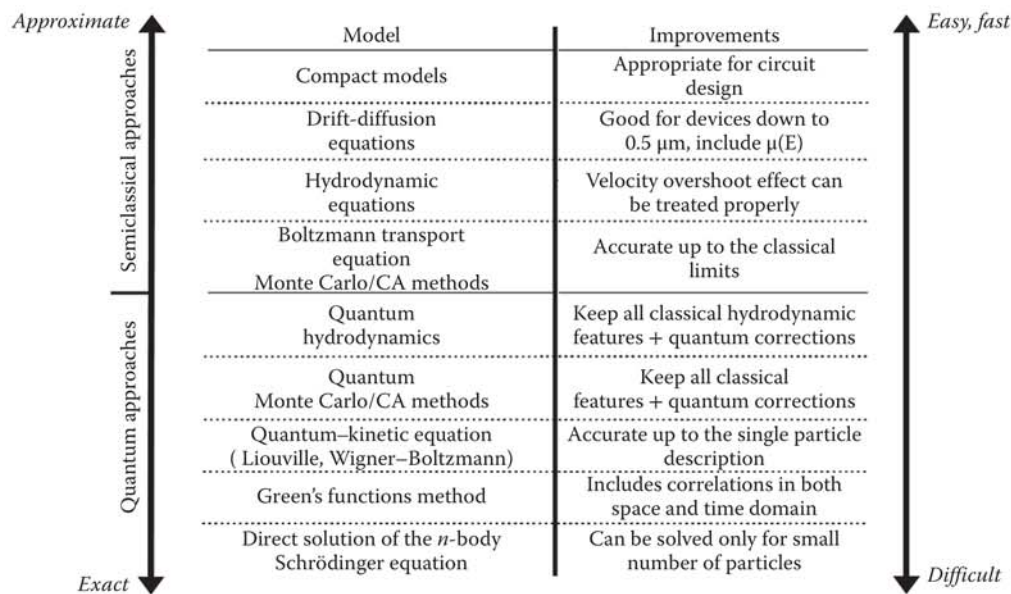 Approximate
Easy, fast
Model
Improvements
Compact models
Appropriate for circuit
design
Drift-diffusion
equations
Good for devices down to
0.5 μm, include μ(E)
Hydrodynamic
equations
Velocity overshoot effect can
be treated properly
Boltzmann transport
equation
Monte Carlo/CA methods
Accurate up to the classical
limits
Quantum
hydrodynamics
Keep all classical hydrodynamic
features + quantum corrections
Quantum
Monte Carlo/CA methods
Keep all classical
features + quantum corrections
Quantum–kinetic equation
( Liouville, Wigner–Boltzmann)
Accurate up to the single particle
description
Green's functions method
Includes correlations in both
space and time domain
Direct solution of the n-body
Schrödinger equation
Can be solved only for small
number of particles
Semiclassical approaches
Quantum approaches
Exact
Difficult